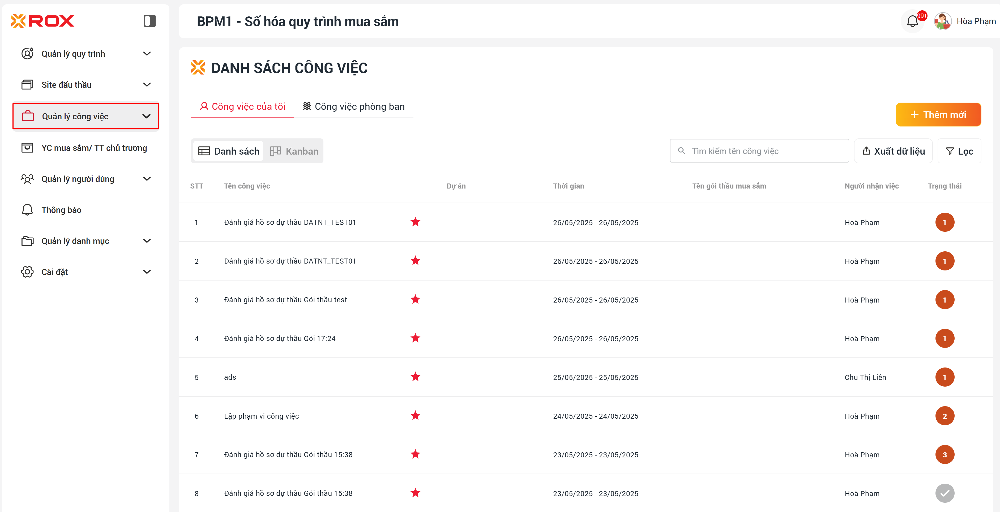 ROX
BPM1 - Số hóa quy trình mua sắm
99+
Hòa Phạm
Quản lý quy trình
Site đấu thầu
Quản lý công việc
YC mua sắm/ TT chủ trương
Quản lý người dùng
Thông báo
Quản lý danh mục
Cài đặt
DANH SÁCH CÔNG VIỆC
Công việc của tôi Công việc phòng ban
+ Thêm mới
Danh sách Kanban
Tìm kiếm tên công việc Xuất dữ liệu Lọc
STT Tên công việc Dự án Thời gian Tên gói thầu mua sắm Người nhận việc Trạng thái
1 Đánh giá hồ sơ dự thầu DATNT_TEST01 26/05/2025 - 26/05/2025 Hoà Phạm 1
2 Đánh giá hồ sơ dự thầu DATNT_TEST01 26/05/2025 - 26/05/2025 Hoà Phạm 1
3 Đánh giá hồ sơ dự thầu Gói thầu test 26/05/2025 - 26/05/2025 Hoà Phạm 1
4 Đánh giá hồ sơ dự thầu Gói 17:24 26/05/2025 - 26/05/2025 Hoà Phạm 1
5 ads 25/05/2025 - 25/05/2025 Chu Thị Liên 1
6 Lập phạm vi công việc 24/05/2025 - 24/05/2025 Hoà Phạm 2
7 Đánh giá hồ sơ dự thầu Gói thầu 15:38 23/05/2025 - 23/05/2025 Hoà Phạm 3
8 Đánh giá hồ sơ dự thầu Gói thầu 15:38 23/05/2025 - 23/05/2025 Hoà Phạm